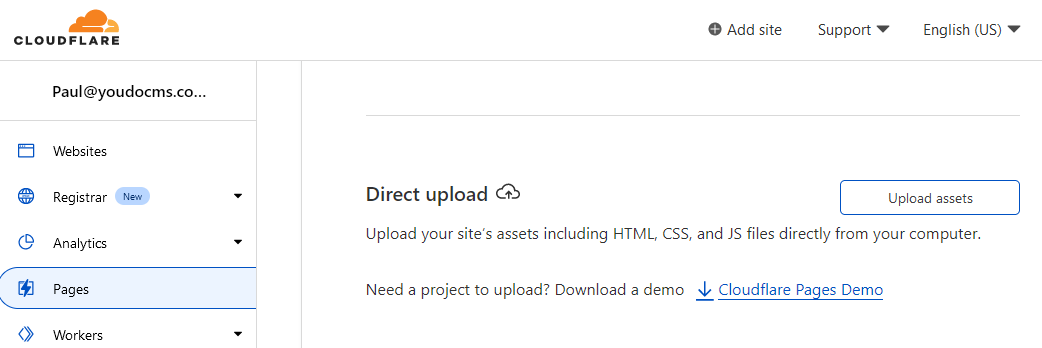 CLOUDFLARE
Add site
Support
English (US)
Paul@youdocms.co...
Websites
Registrar New
Analytics
Pages
Workers
Direct upload
Upload assets
Upload your site's assets including HTML, CSS, and JS files directly from your computer.
Need a project to upload? Download a demo Cloudflare Pages Demo